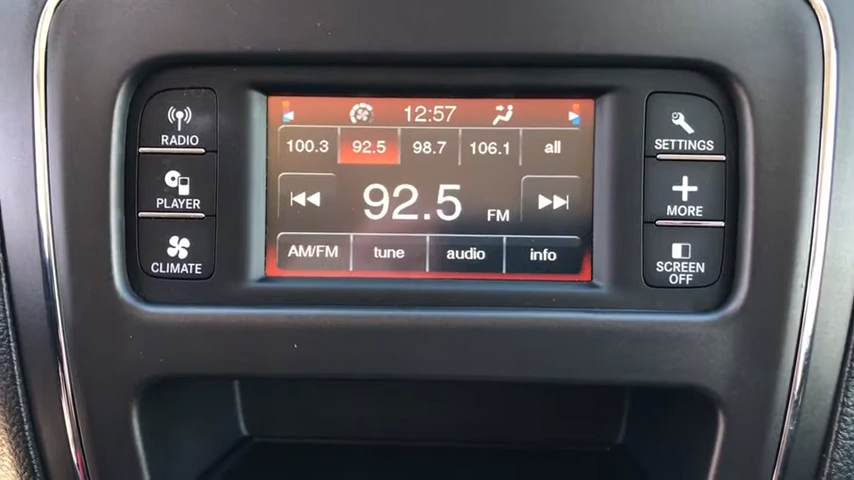 RADIO
PLAYER
CLIMATE
12:57
100.3 92.5 98.7 106.1 all
92.5 FM
AM/FM tune audio info
SETTINGS
MORE
SCREEN
OFF